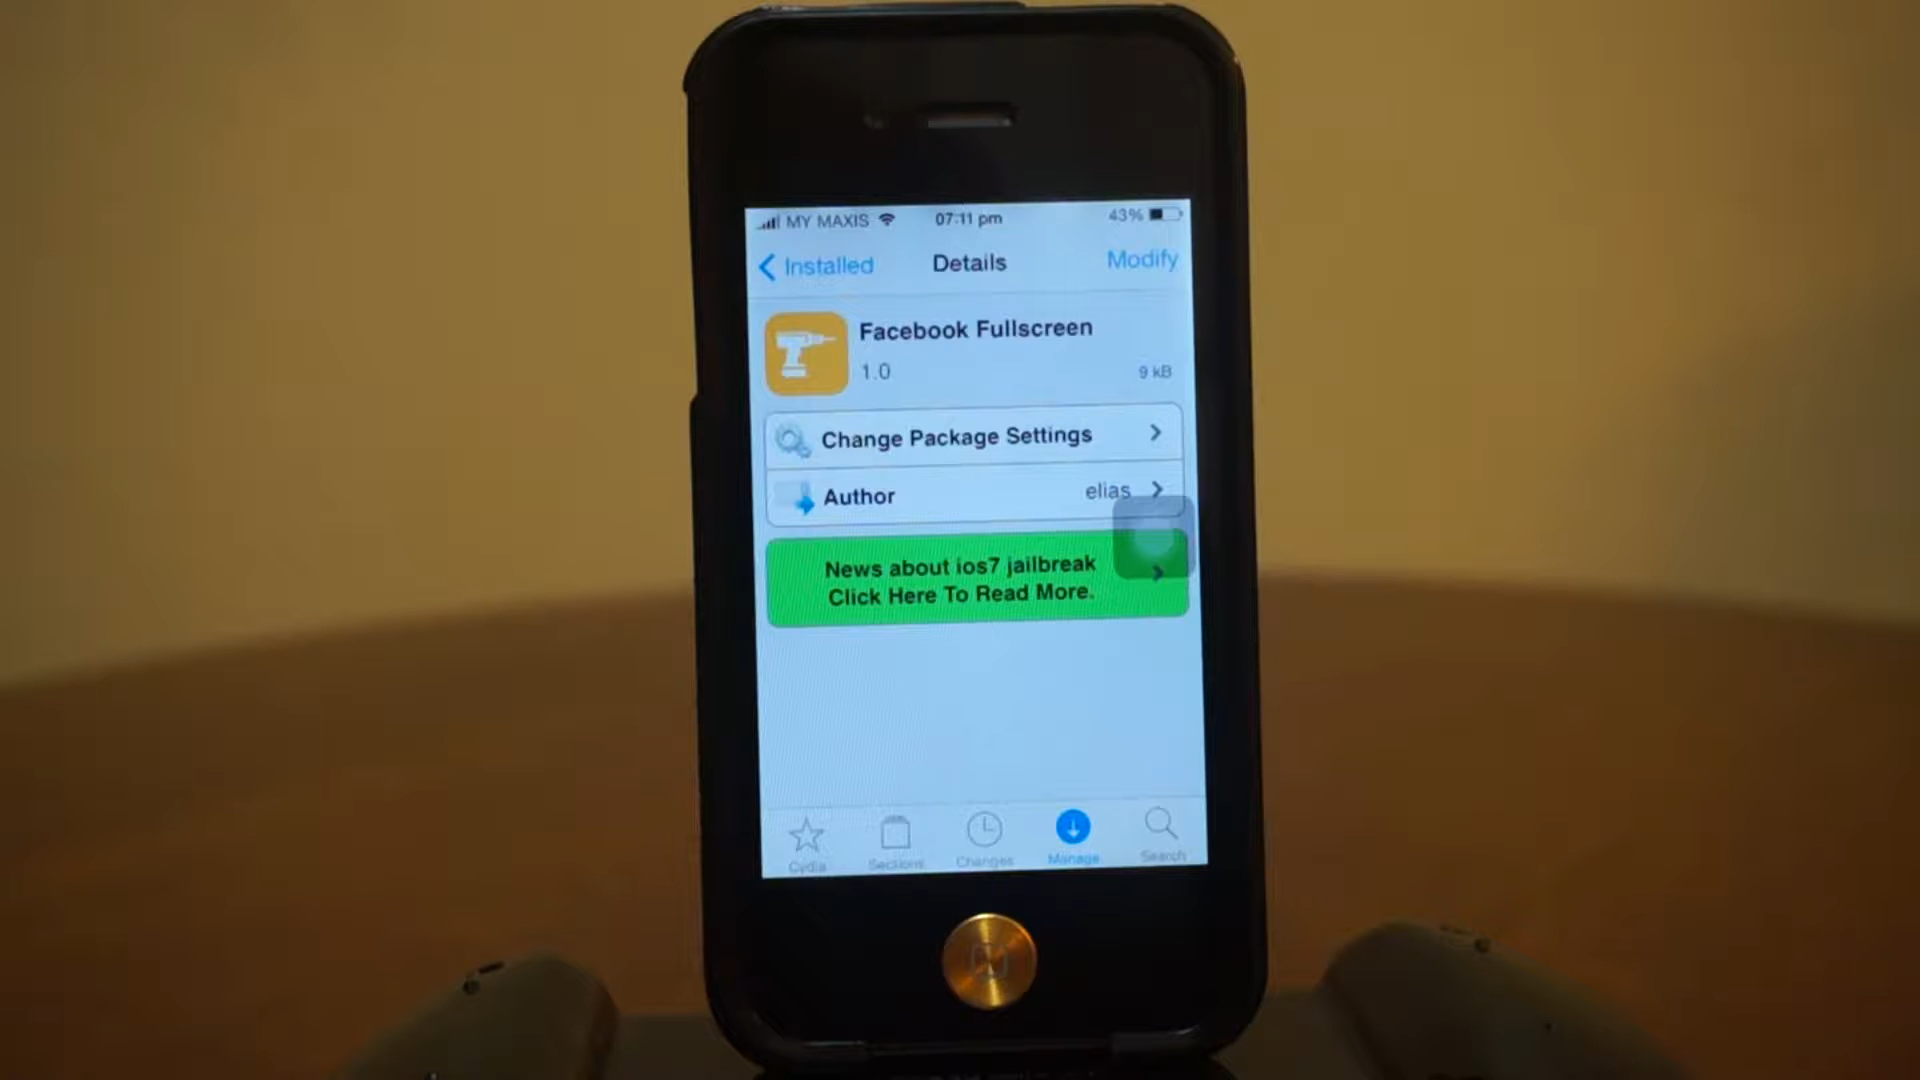 MY MAXIS 07:11 pm 43%
Installed Details Modify
Facebook Fullscreen
1.0 9 kB
Change Package Settings
Author elias
News about ios7 jailbreak
Click Here To Read More.
Cydia Sections Changes Manage Search